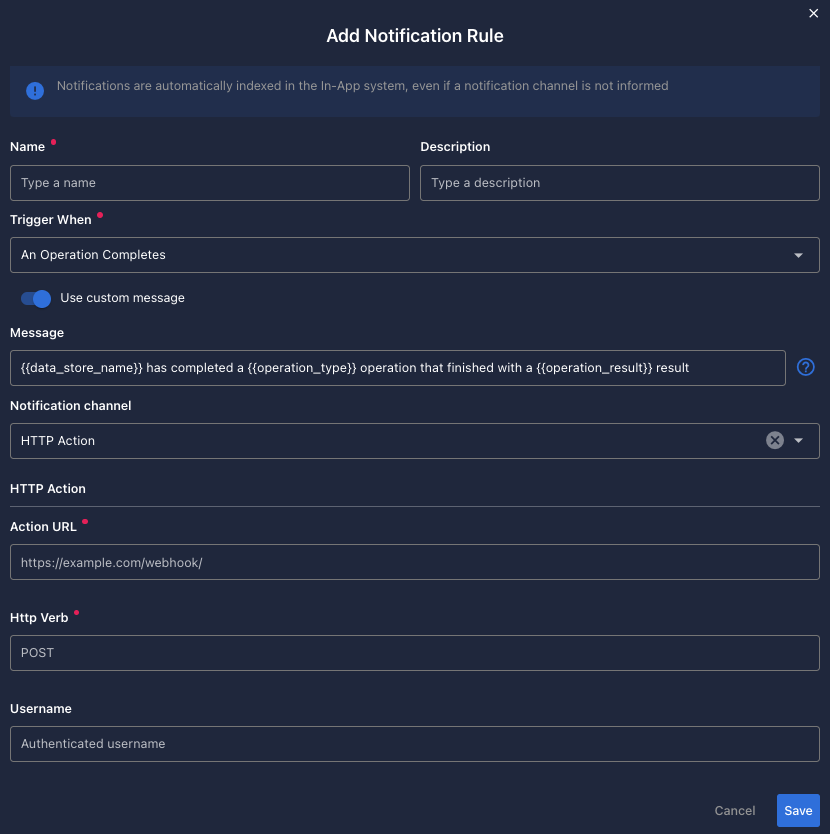 Add Notification Rule
Notifications are automatically indexed in the In-App system, even if a notification channel is not informed
Name
Description
Type a name
Type a description
Trigger When
An Operation Completes
Use custom message
Message
{{data_store_name}} has completed a {{operation_type}} operation that finished with a {{operation_result}} result
Notification channel
HTTP Action
HTTP Action
Action URL
https://example.com/webhook/
Http Verb
POST
Username
Authenticated username
Cancel
Save